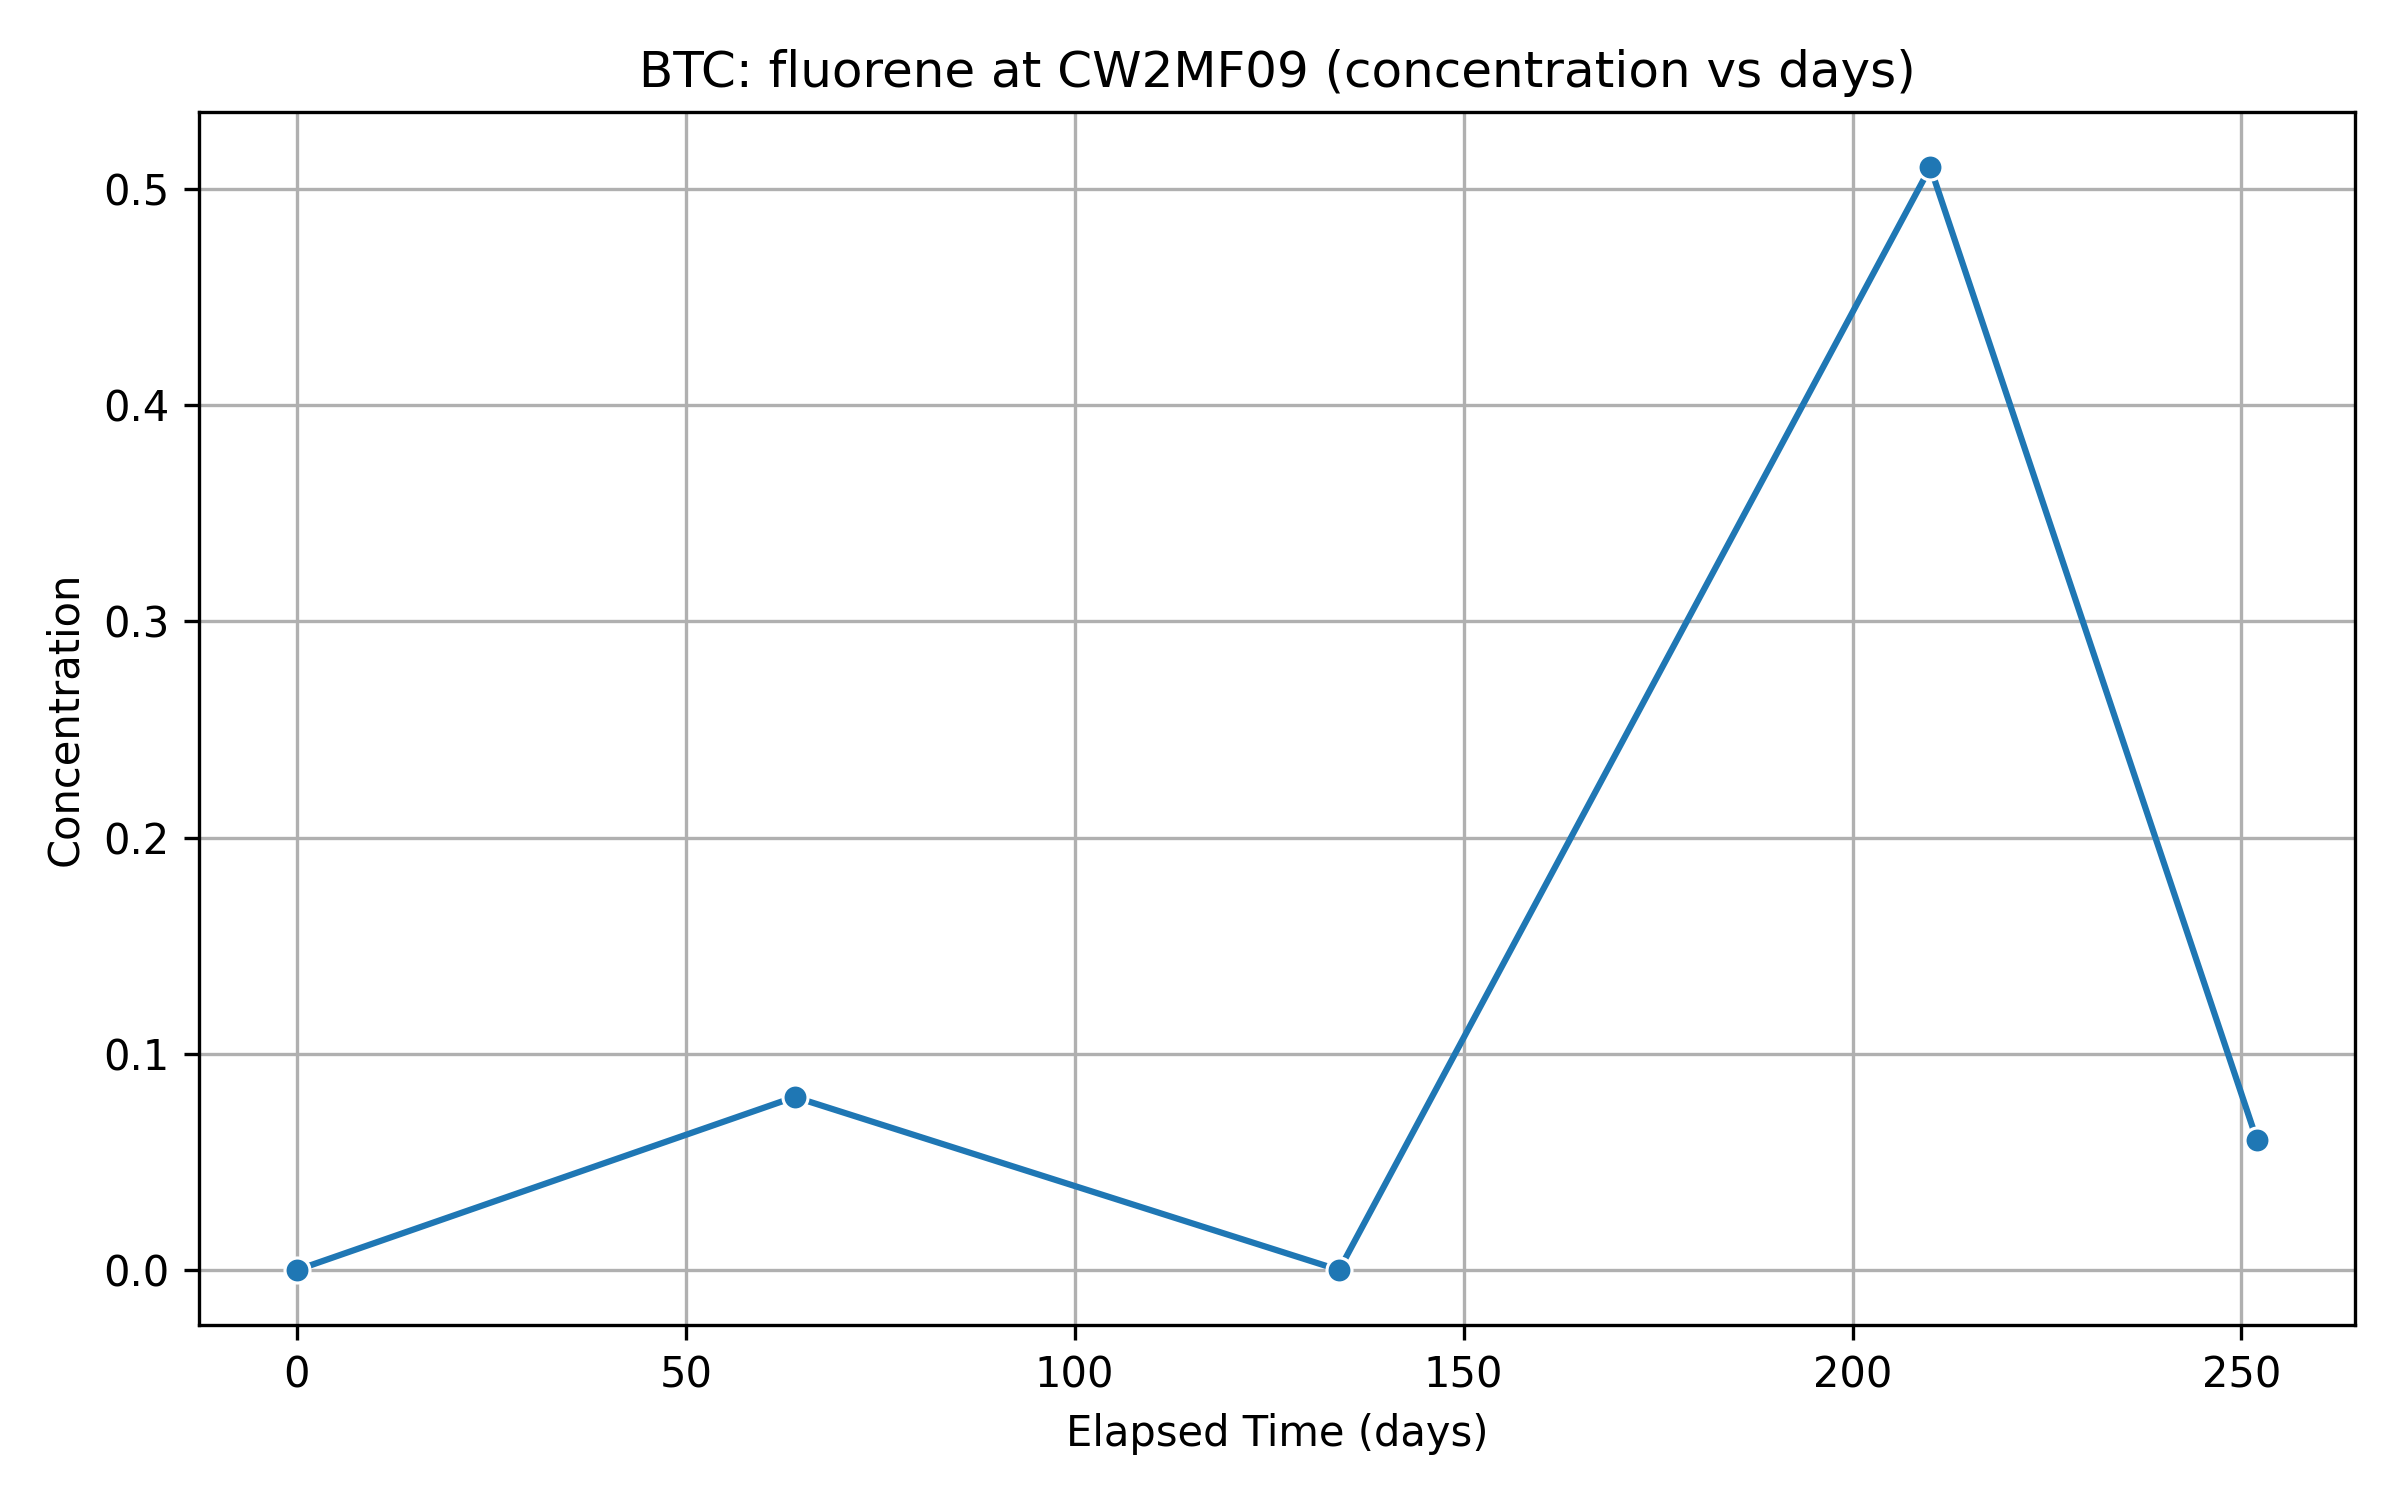 BTC: fluorene at CW2MF09 (concentration vs days)
0.5
0.4
0.3
0.2
0.1
0.0
Concentration
0 50 100 150 200 250
Elapsed Time (days)